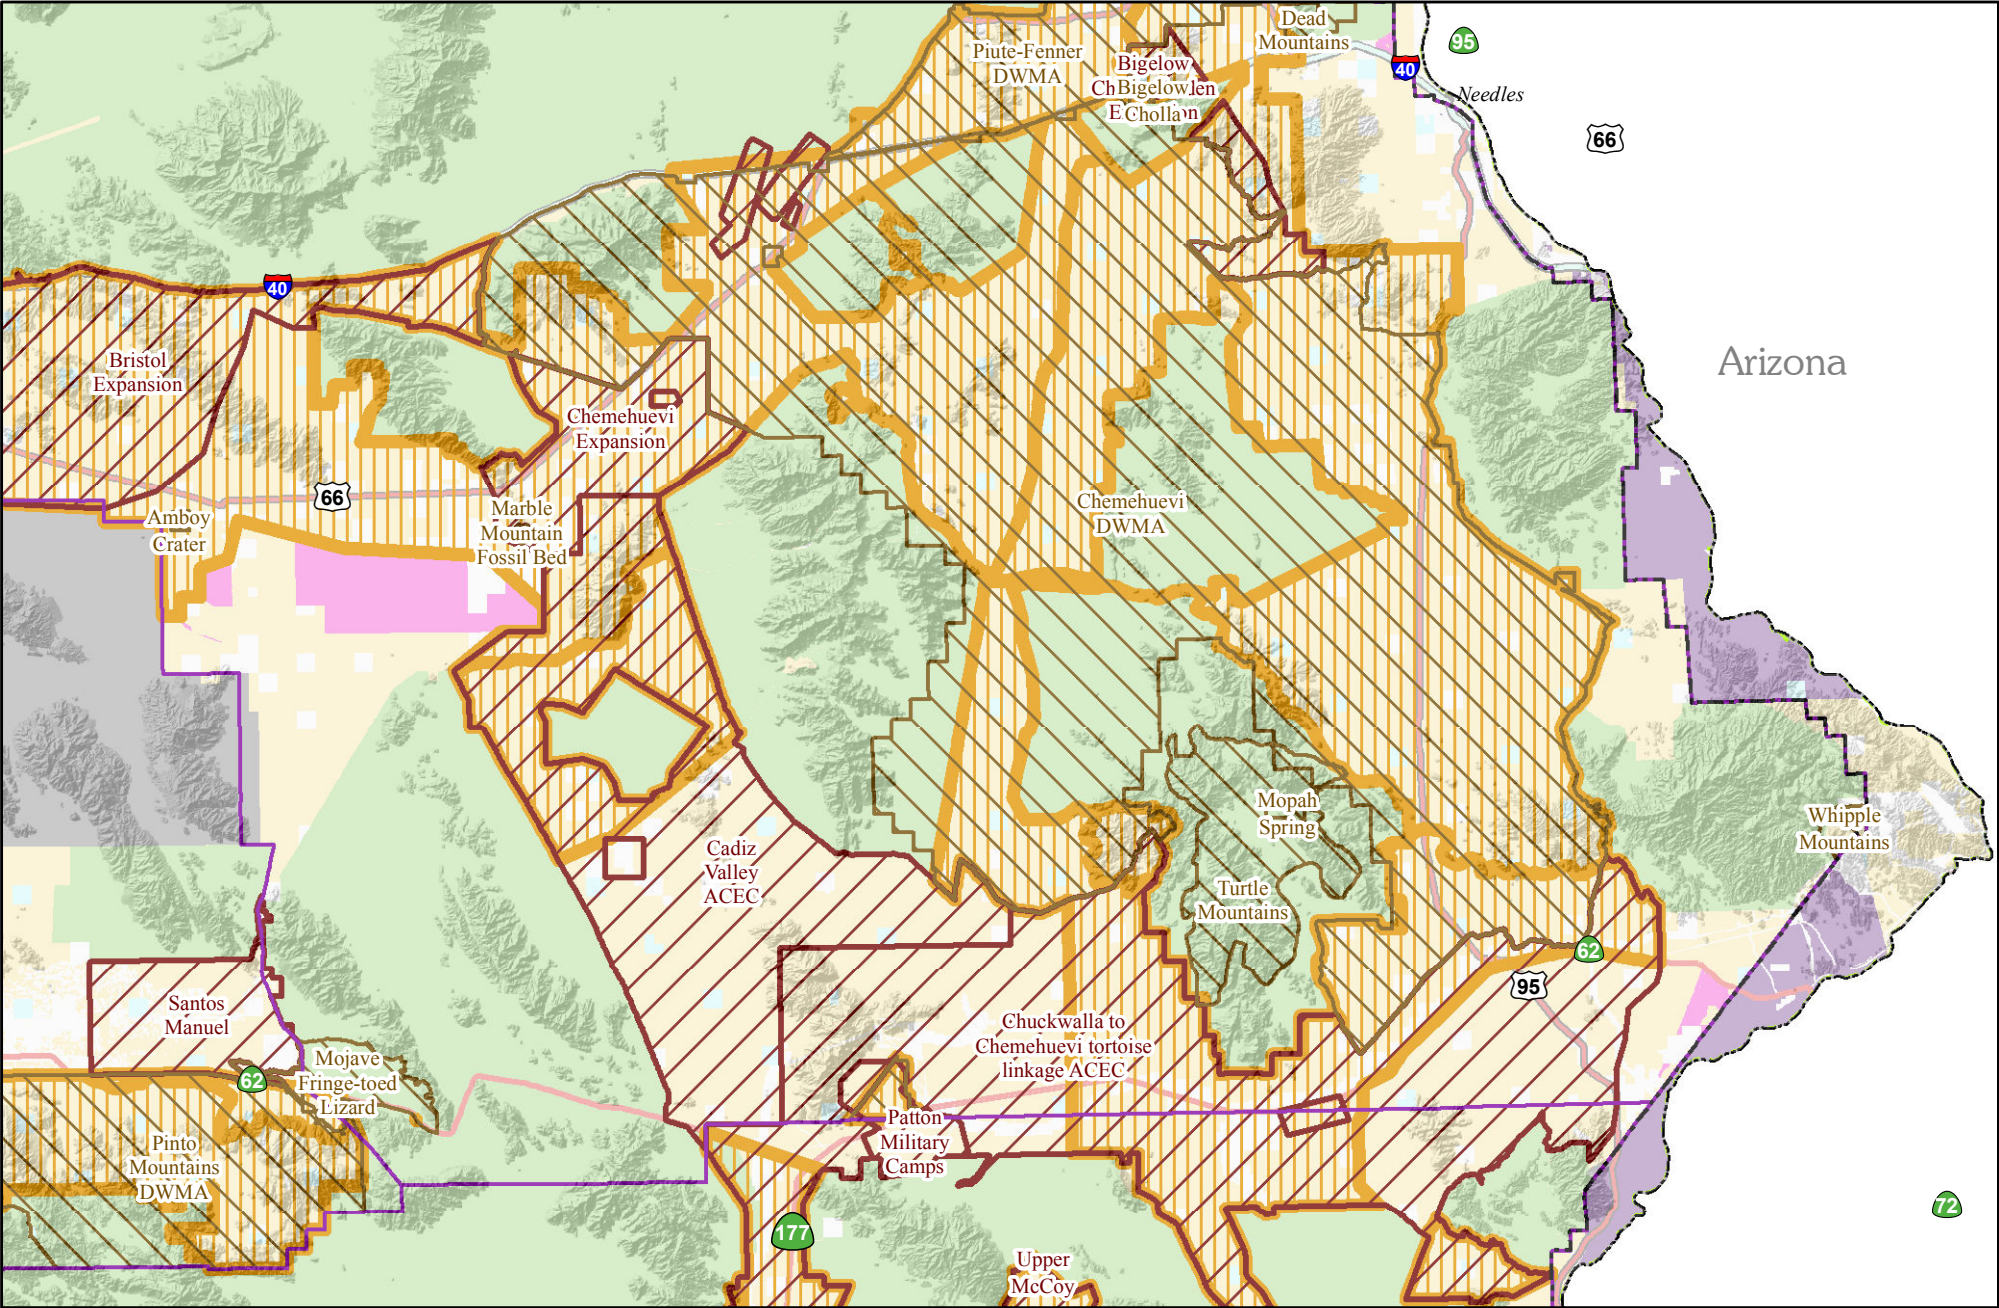 Dead
Mountains
95
Piute-Fenner
DWMA
Bigelow
Bigelow
Cholla
40
Needles
66
40
Arizona
Bristol
Expansion
Chemehuevi
Expansion
66
Amboy
Crater
Marble
Mountain
Fossil Bed
Chemehuevi
DWMA
Mopah
Spring
Whipple
Mountains
Cadiz
Valley
ACEC
Turtle
Mountains
62
95
Santos
Manuel
Chuckwalla to
Chemehuevi tortoise
linkage ACEC
Mojave
Fringe-toed
Lizard
62
Patton
Military
Camps
Pinto
Mountains
DWMA
177
72
Upper
McCoy